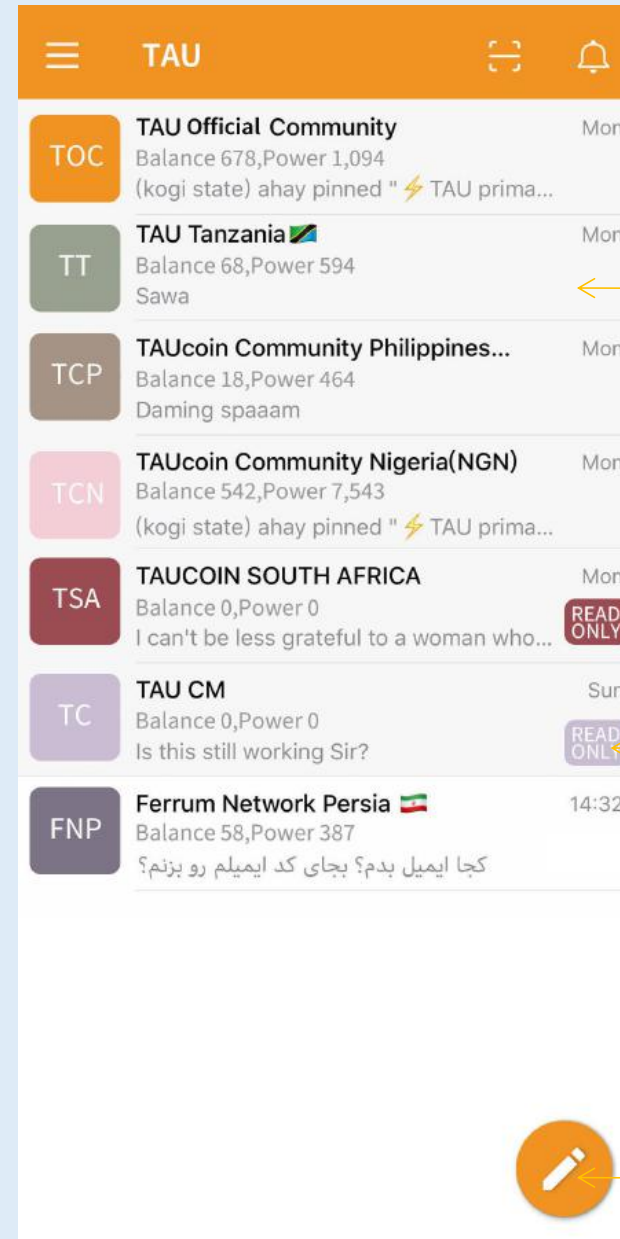 TAU
TOC
TAU Official Community
Mon
Balance 678,Power 1,094
(kogi state) ahay pinned " ⚡ TAU prima...
TT
TAU Tanzania🇹🇿
Mon
Balance 68,Power 594
Sawa
TCP
TAUcoin Community Philippines...
Mon
Balance 18,Power 464
Daming spaaam
TCN
TAUcoin Community Nigeria(NGN)
Mon
Balance 542,Power 7,543
(kogi state) ahay pinned " ⚡ TAU prima...
TSA
TAUCOIN SOUTH AFRICA
Mon
Balance 0,Power 0
READ ONLY
I can't be less grateful to a woman who...
TC
TAU CM
Sun
Balance 0,Power 0
READ ONLY
Is this still working Sir?
FNP
Ferrum Network Persia 🇮🇷
14:32
Balance 58,Power 387
کجا ایمیل بدم؟ بجای کد ایمیلم رو بزنم؟